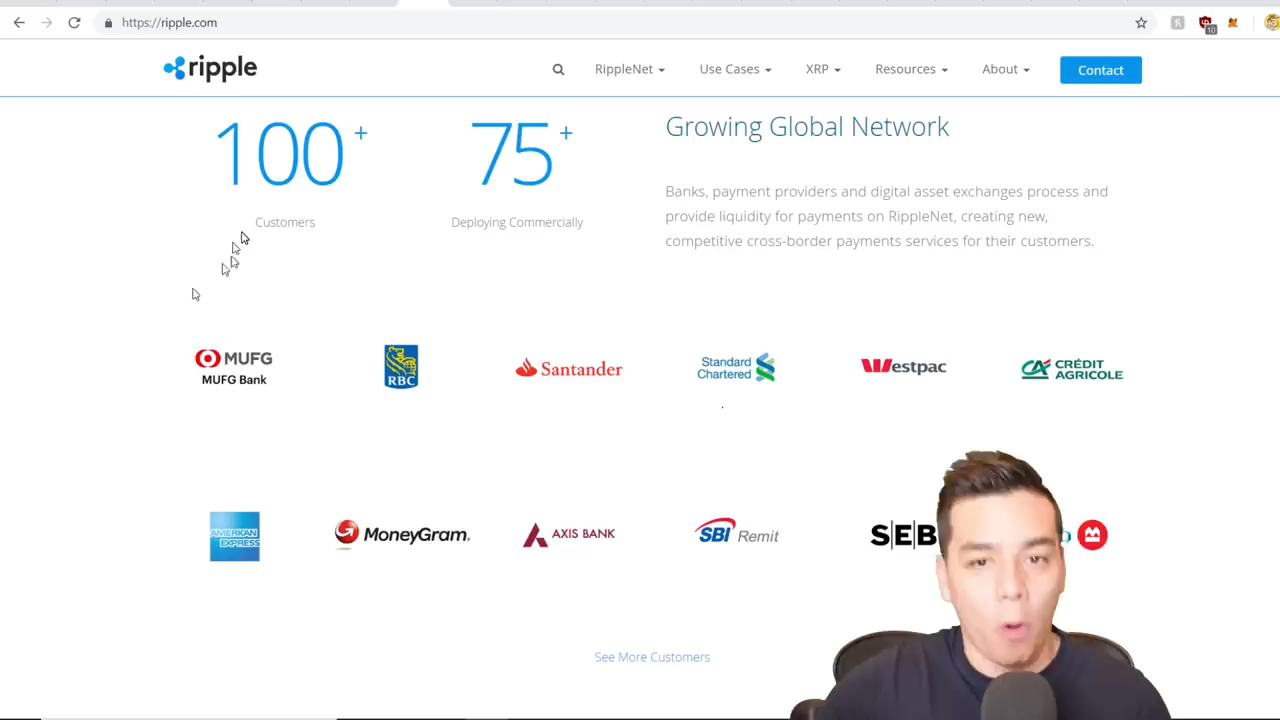 https://ripple.com
10
ripple
RippleNet
Use Cases
XRP
Resources
About
Contact
100+
75+
Customers
Deploying Commercially
Growing Global Network
Banks, payment providers and digital asset exchanges process and
provide liquidity for payments on RippleNet, creating new,
competitive cross-border payments services for their customers.
MUFG
MUFG Bank
RBC
Santander
Standard
Chartered
Westpac
CRÉDIT
AGRICOLE
AMERICAN
EXPRESS
MoneyGram.
AXIS BANK
SBI Remit
S|E|B
See More Customers